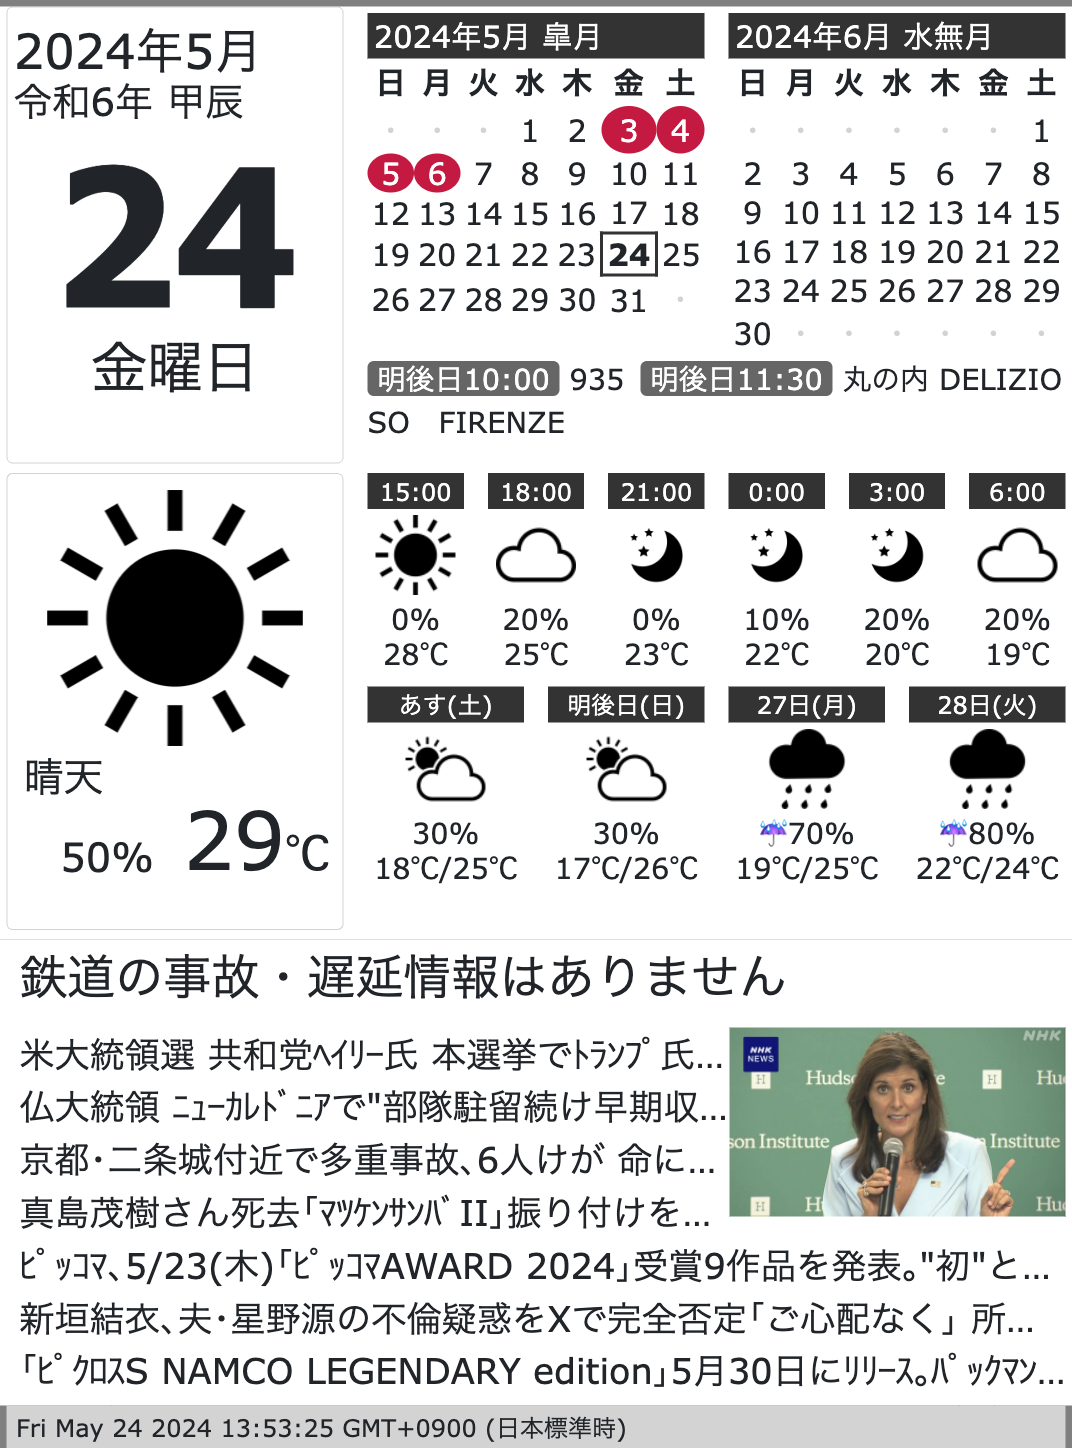 2024年5月
令和6年 甲辰
24
金曜日
2024年5月 皐月
日 月 火 水 木 金 土
・ ・ ・ 1 2 3 4
5 6 7 8 9 10 11
12 13 14 15 16 17 18
19 20 21 22 23 24 25
26 27 28 29 30 31 ・
2024年6月 水無月
日 月 火 水 木 金 土
・ ・ ・ ・ ・ ・ 1
2 3 4 5 6 7 8
9 10 11 12 13 14 15
16 17 18 19 20 21 22
23 24 25 26 27 28 29
30 ・ ・ ・ ・ ・ ・
明後日10:00 935 明後日11:30 丸の内 DELIZIO
SO　FIRENZE
晴天
50% 29℃
15:00 18:00 21:00 0:00 3:00 6:00
0% 20% 0% 10% 20% 20%
28℃ 25℃ 23℃ 22℃ 20℃ 19℃
あす(土) 明後日(日) 27日(月) 28日(火)
30% 30% ☔70% ☔80%
18℃/25℃ 17℃/26℃ 19℃/25℃ 22℃/24℃
鉄道の事故・遅延情報はありません
米大統領選 共和党ﾍｲﾘｰ氏 本選挙でﾄﾗﾝﾌﾟ氏...
仏大統領 ﾆｭｰｶﾚﾄﾞﾆｱで"部隊駐留続け早期収...
京都･二条城付近で多重事故､6人けが 命に...
真島茂樹さん死去｢ﾏﾂｹﾝｻﾝﾊﾞII｣振り付けを...
ﾋﾟｯｺﾏ､5/23(木)｢ﾋﾟｯｺﾏAWARD 2024｣受賞9作品を発表｡"初"と...
新垣結衣､夫･星野源の不倫疑惑をXで完全否定｢ご心配なく｣ 所...
｢ﾋﾟｸﾛｽS NAMCO LEGENDARY edition｣5月30日にﾘﾘｰｽ｡ﾊﾟｯｸﾏﾝ...
NHK
NHK
NEWS
H Huds e H Hu
son Institute n Institute
H H Hu
Fri May 24 2024 13:53:25 GMT+0900 (日本標準時)